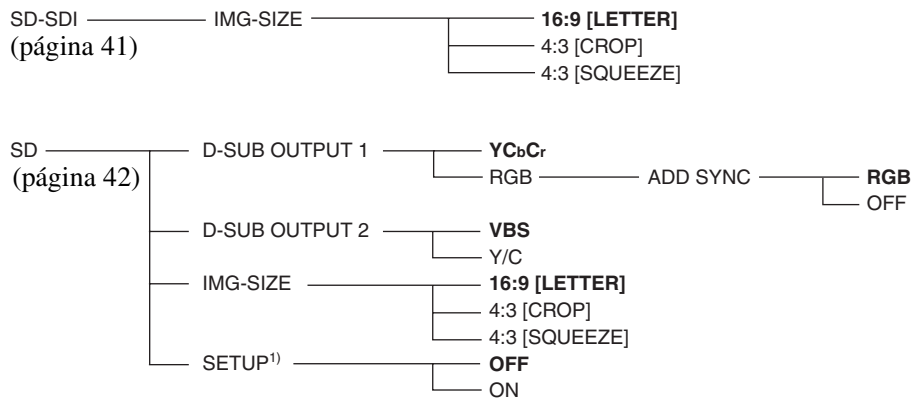 SD-SDI IMG-SIZE 16:9 [LETTER]
(página 41) 4:3 [CROP]
4:3 [SQUEEZE]
SD D-SUB OUTPUT 1 YCbCr
(página 42) RGB ADD SYNC RGB
OFF
D-SUB OUTPUT 2 VBS
Y/C
IMG-SIZE 16:9 [LETTER]
4:3 [CROP]
4:3 [SQUEEZE]
SETUP1) OFF
ON